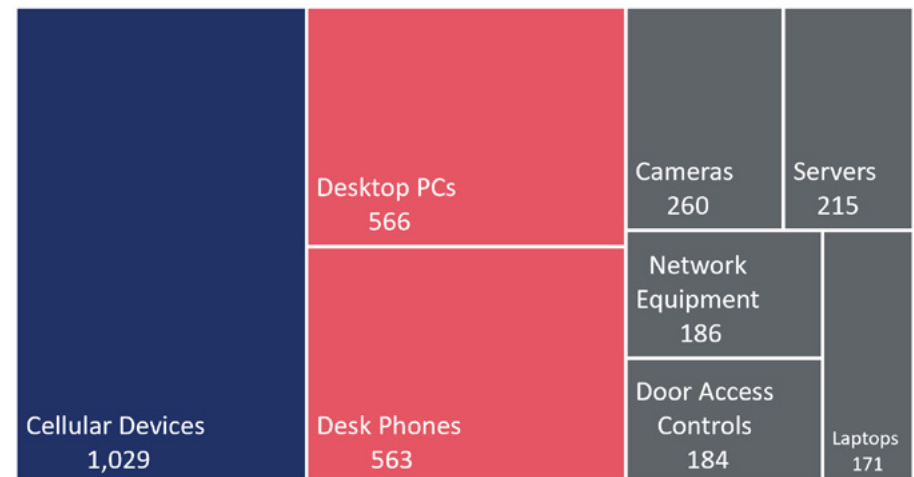 Cellular Devices
1,029
Desktop PCs
566
Desk Phones
563
Cameras
260
Servers
215
Network
Equipment
186
Door Access
Controls
184
Laptops
171